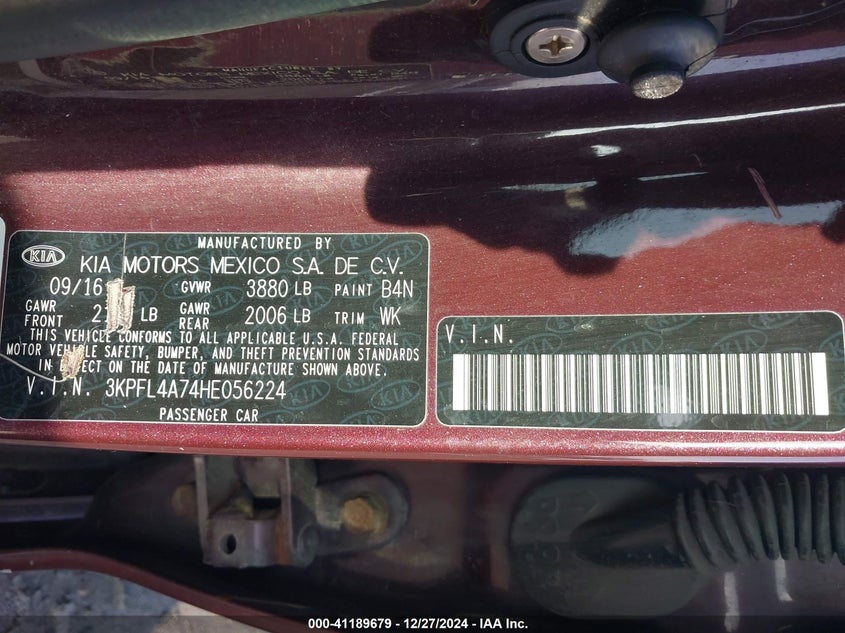 MANUFACTURED BY
KIA
KIA MOTORS MEXICO S.A. DE C.V.
09/16 GVWR 3880 LB PAINT B4N
GAWR FRONT LB GAWR REAR 2006 LB TRIM WK
THIS VEHICLE CONFORMS TO ALL APPLICABLE U.S.A. FEDERAL
MOTOR VEHICLE SAFETY, BUMPER, AND THEFT PREVENTION STANDARDS
IN EFFECT ON THE DATE OF MANUFACTURE SHOWN ABOVE.
V.I.N. 3KPFL4A74HE056224
PASSENGER CAR
V.I.N.
000-41189679 - 12/27/2024 - IAA Inc.